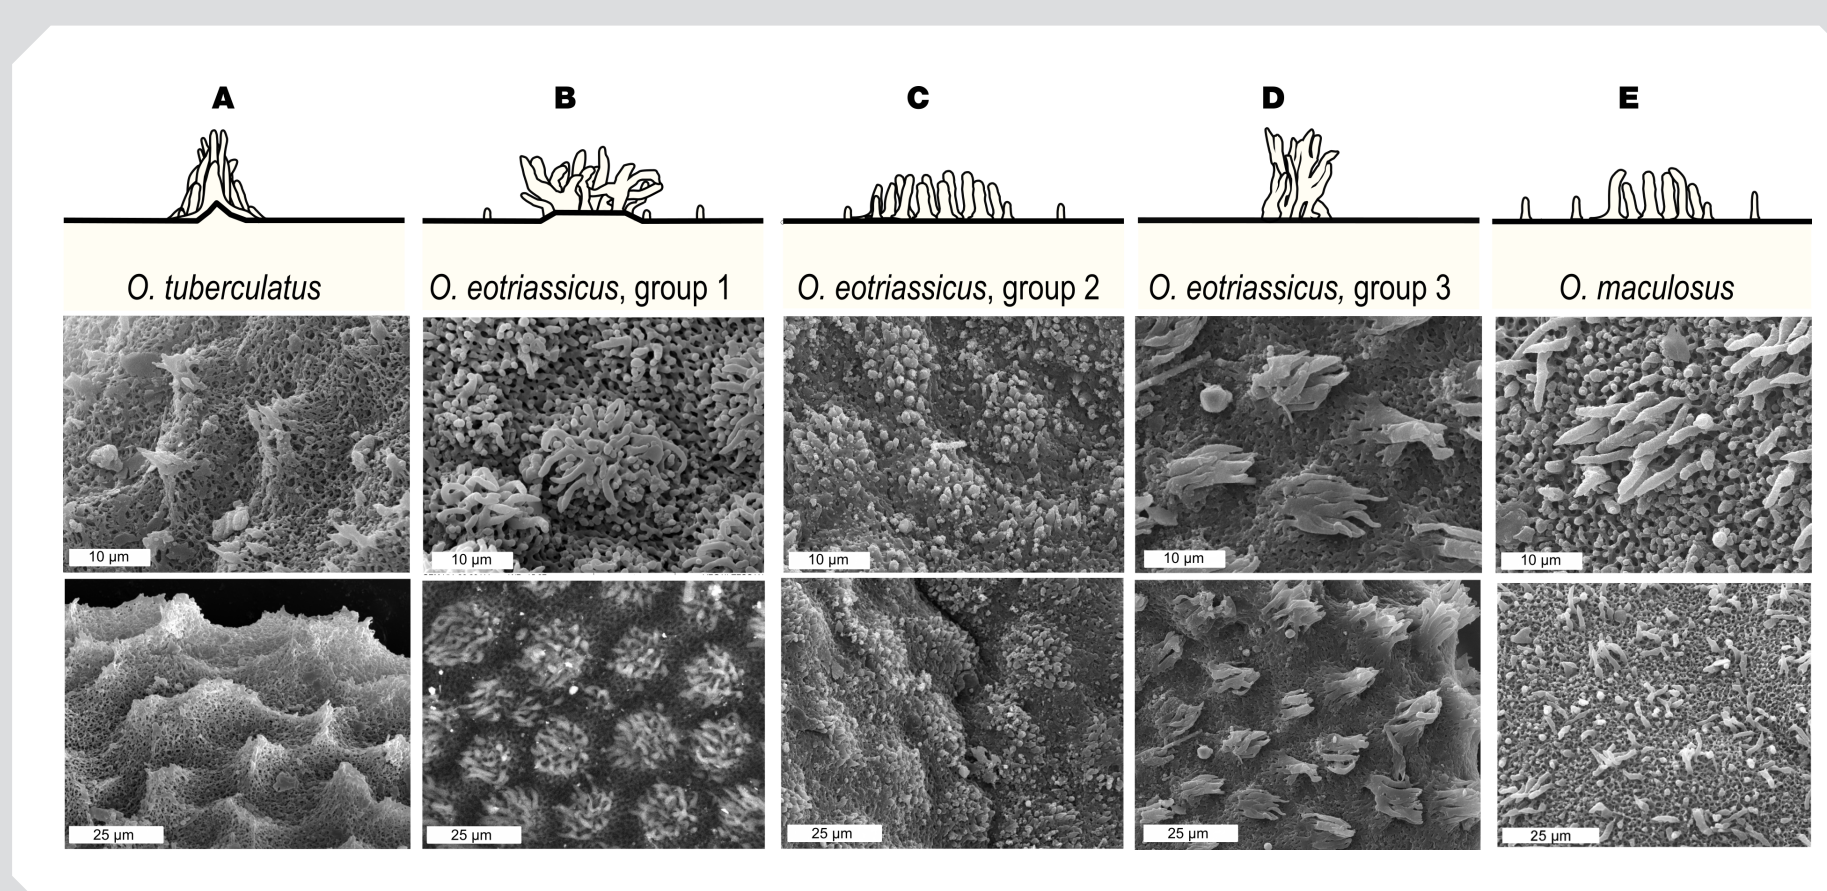 A
B
C
D
E
O. tuberculatus
O. eotriassicus, group 1
O. eotriassicus, group 2
O. eotriassicus, group 3
O. maculosus
10 µm
10 µm
10 µm
10 µm
10 µm
25 µm
25 µm
25 µm
25 µm
25 µm